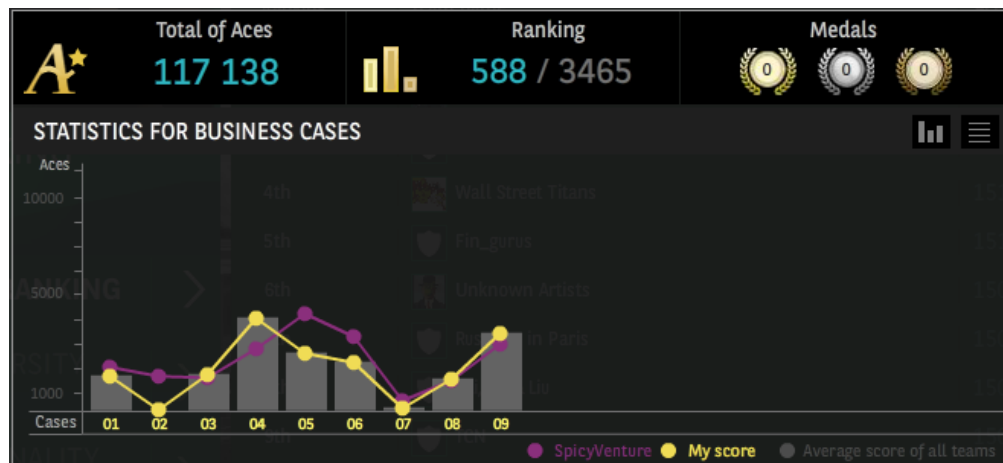 Total of Aces
117 138
Ranking
588 / 3465
Medals
0 0 0
STATISTICS FOR BUSINESS CASES
Aces
10000
5000
1000
4th Wall Street Titans
5th Fin_gurus
6th Unknown Artists
in Paris
Cases 01 02 03 04 05 06 07 08 09
SpicyVenture My score Average score of all teams